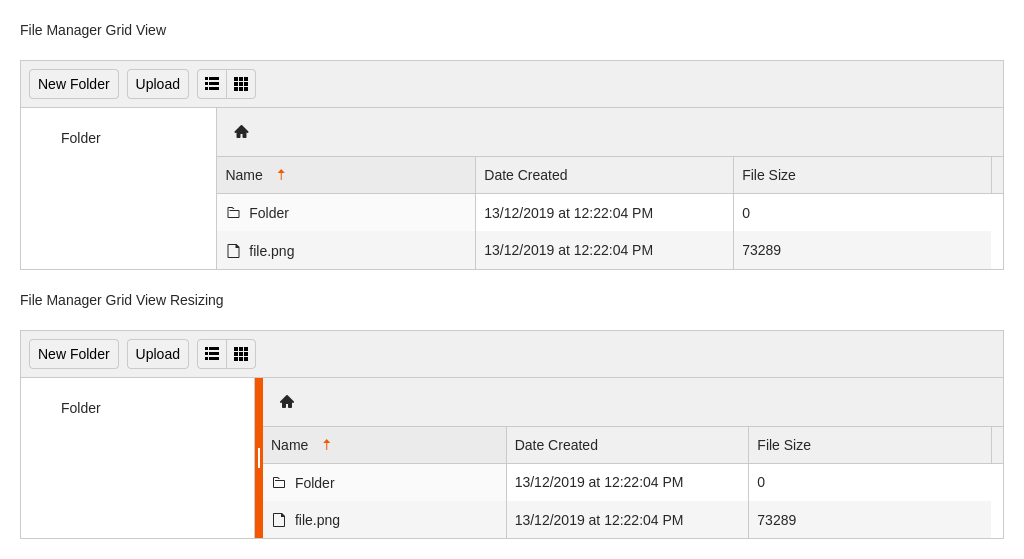 File Manager Grid View
New Folder Upload
Folder
Name Date Created File Size
Folder 13/12/2019 at 12:22:04 PM 0
file.png 13/12/2019 at 12:22:04 PM 73289
File Manager Grid View Resizing
New Folder Upload
Folder
Name Date Created File Size
Folder 13/12/2019 at 12:22:04 PM 0
file.png 13/12/2019 at 12:22:04 PM 73289